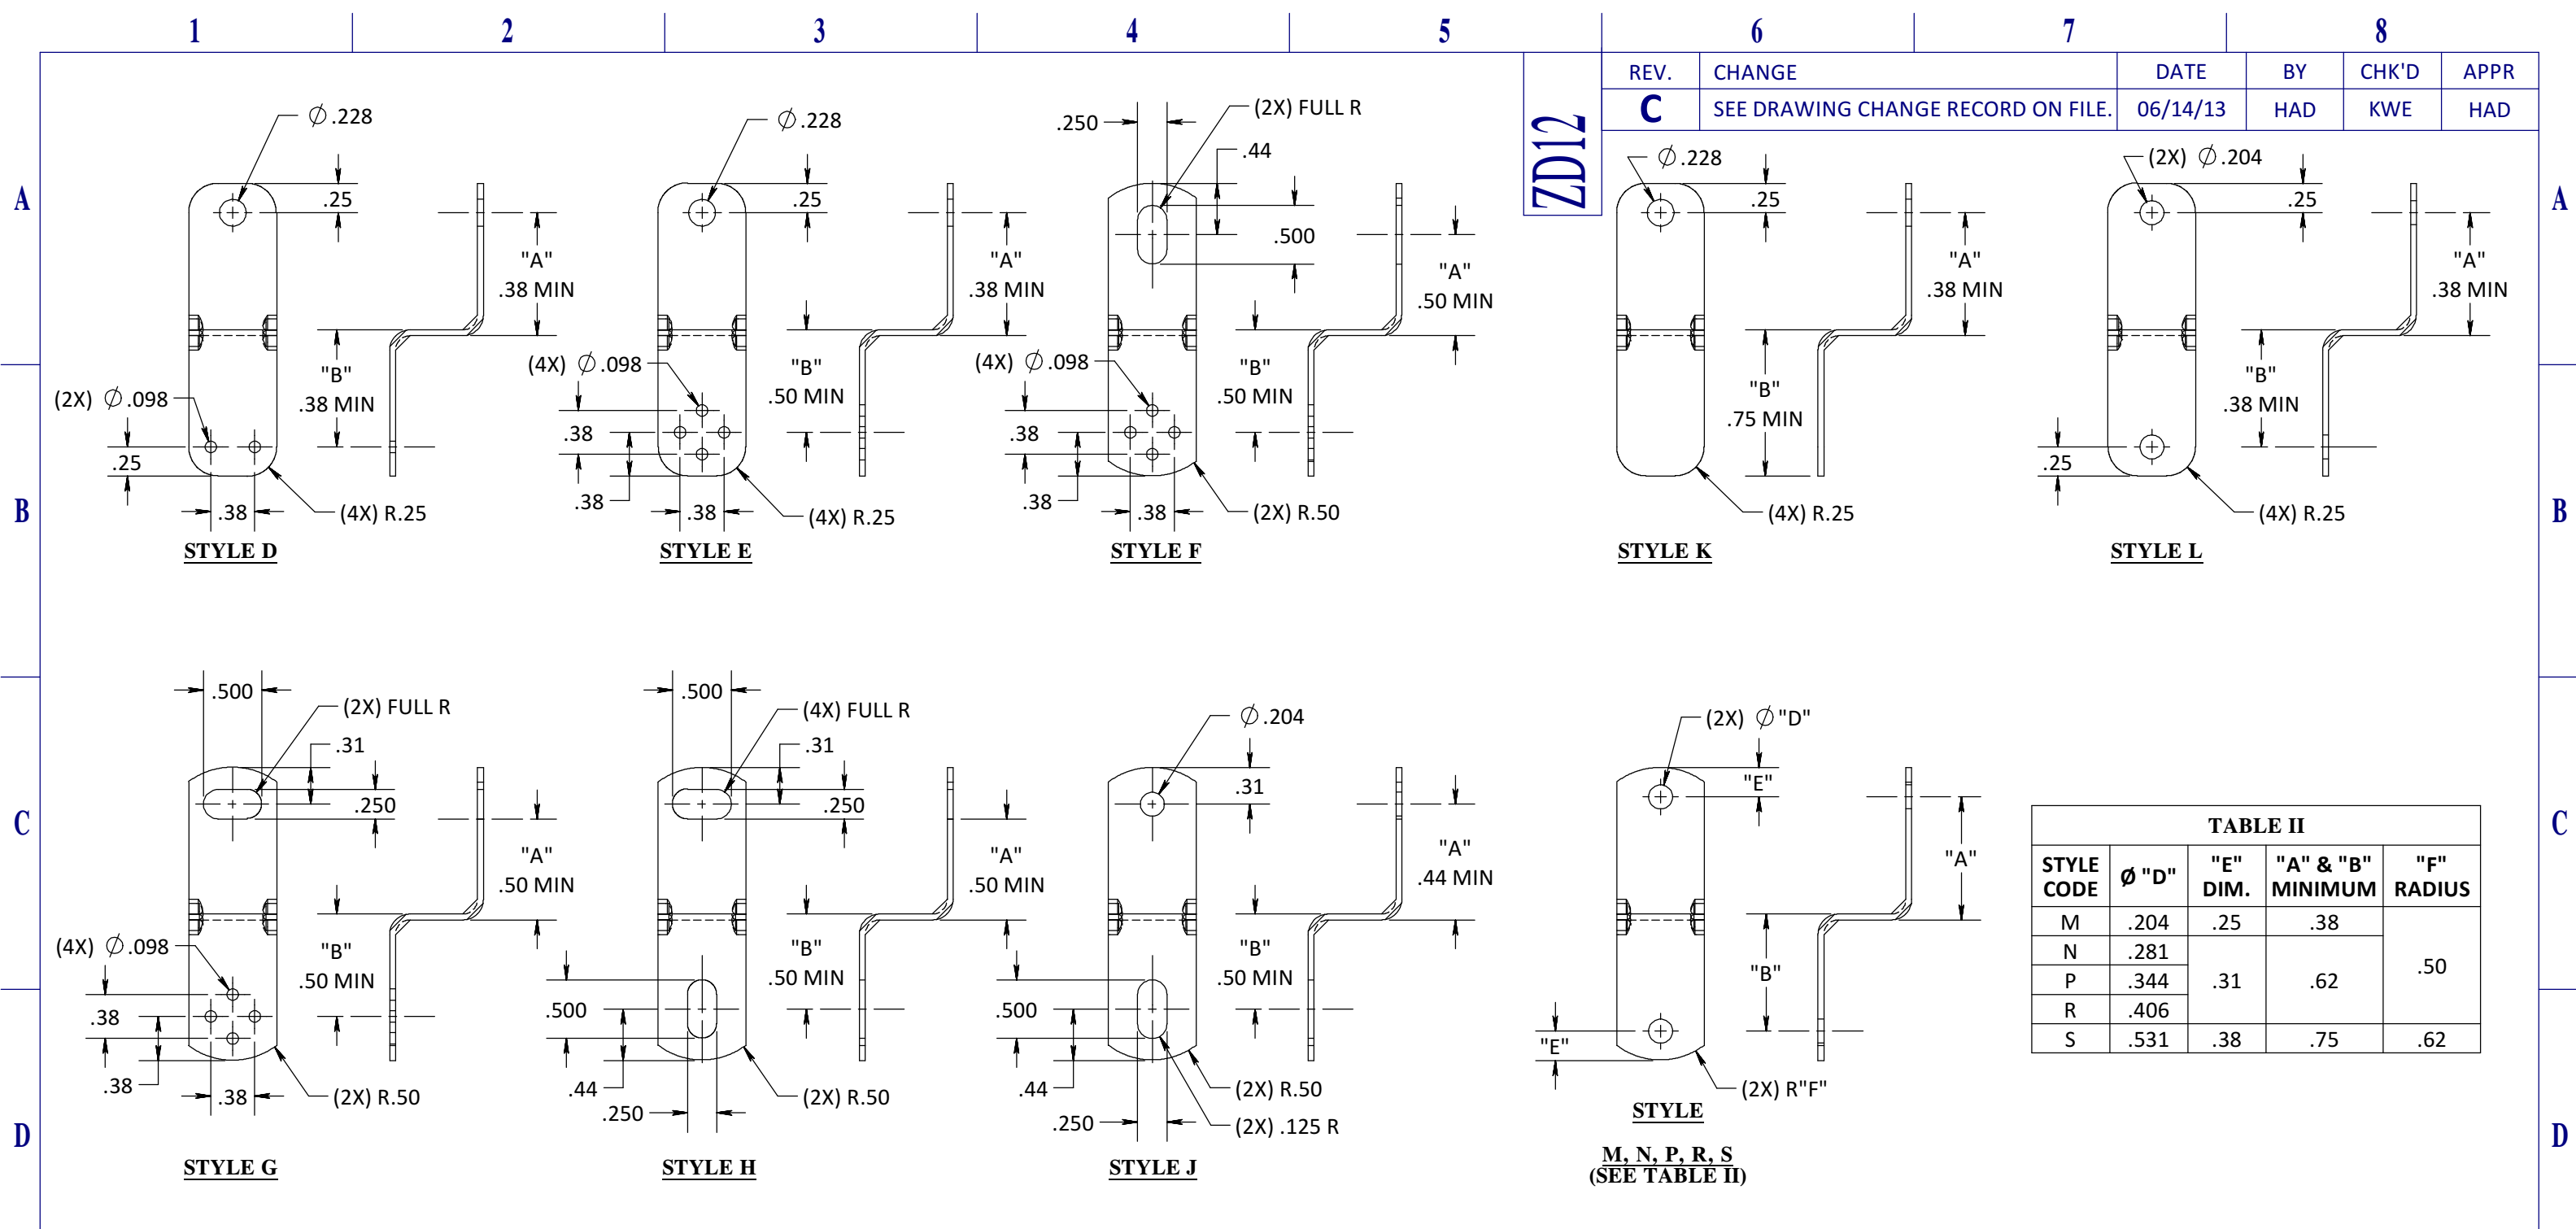 1 2 3 4 5 6 7 8
A A
B B
C C
D D
ZD12
REV. CHANGE DATE BY CHK'D APPR
C SEE DRAWING CHANGE RECORD ON FILE. 06/14/13 HAD KWE HAD
Ø .228
.25
"A"
.38 MIN
"B"
.38 MIN
(2X) Ø .098
.25
.38
(4X) R.25
STYLE D
Ø .228
.25
"A"
.38 MIN
(4X) Ø .098
"B"
.50 MIN
.38
.38
.38
(4X) R.25
STYLE E
.250
(2X) FULL R
.44
.500
"A"
.50 MIN
(4X) Ø .098
"B"
.50 MIN
.38
.38
.38
(2X) R.50
STYLE F
Ø .228
.25
"A"
.38 MIN
"B"
.75 MIN
(4X) R.25
STYLE K
(2X) Ø .204
.25
"A"
.38 MIN
"B"
.38 MIN
.25
(4X) R.25
STYLE L
.500
(2X) FULL R
.31
.250
"A"
.50 MIN
(4X) Ø .098
"B"
.50 MIN
.38
.38
.38
(2X) R.50
STYLE G
.500
(4X) FULL R
.31
.250
"A"
.50 MIN
"B"
.50 MIN
.500
.44
.250
(2X) R.50
STYLE H
Ø .204
.31
"A"
.44 MIN
"B"
.50 MIN
.500
.44
.250
(2X) R.50
(2X) .125 R
STYLE J
(2X) Ø "D"
"E"
"A"
"B"
"E"
(2X) R"F"
STYLE
M, N, P, R, S
(SEE TABLE II)
TABLE II
STYLE CODE Ø "D" "E" DIM. "A" & "B" MINIMUM "F" RADIUS
M .204 .25 .38 .50
N .281 .31 .62
P .344
R .406
S .531 .38 .75 .62